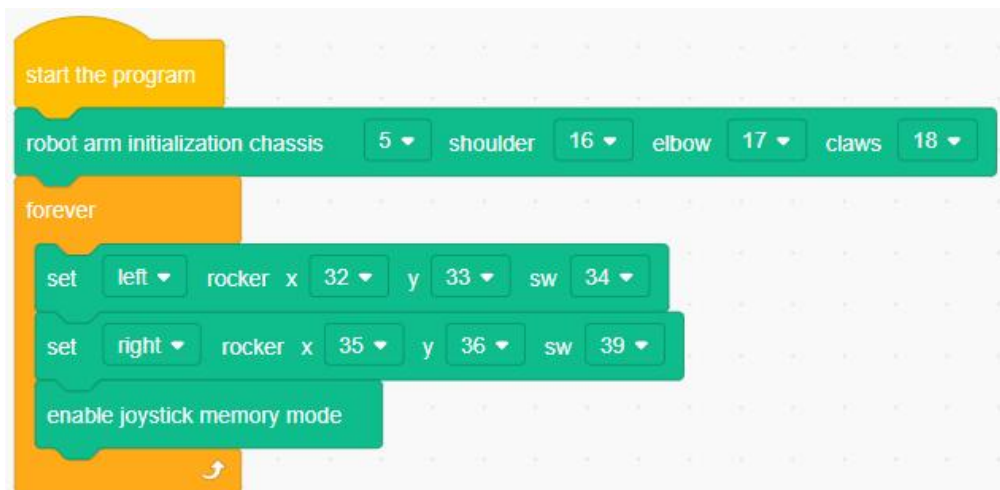 start the program
robot arm initialization chassis 5 shoulder 16 elbow 17 claws 18
forever
set left rocker x 32 y 33 sw 34
set right rocker x 35 y 36 sw 39
enable joystick memory mode